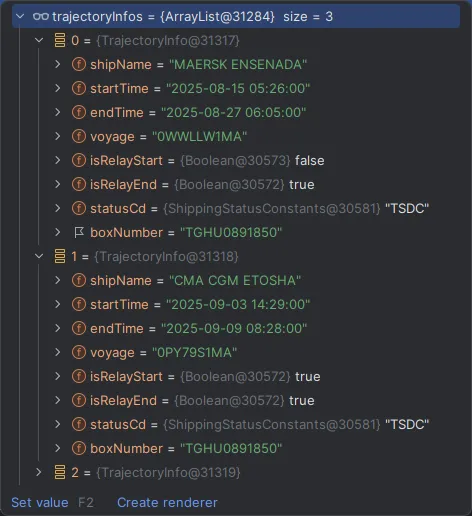 trajectoryInfos = {ArrayList@31284} size = 3
0 = {TrajectoryInfo@31317}
shipName = "MAERSK ENSENADA"
startTime = "2025-08-15 05:26:00"
endTime = "2025-08-27 06:05:00"
voyage = "0WWLLW1MA"
isRelayStart = {Boolean@30573} false
isRelayEnd = {Boolean@30572} true
statusCd = {ShippingStatusConstants@30581} "TSDC"
boxNumber = "TGHU0891850"
1 = {TrajectoryInfo@31318}
shipName = "CMA CGM ETOSHA"
startTime = "2025-09-03 14:29:00"
endTime = "2025-09-09 08:28:00"
voyage = "0PY79S1MA"
isRelayStart = {Boolean@30572} true
isRelayEnd = {Boolean@30572} true
statusCd = {ShippingStatusConstants@30581} "TSDC"
boxNumber = "TGHU0891850"
2 = {TrajectoryInfo@31319}
Set value F2 Create renderer